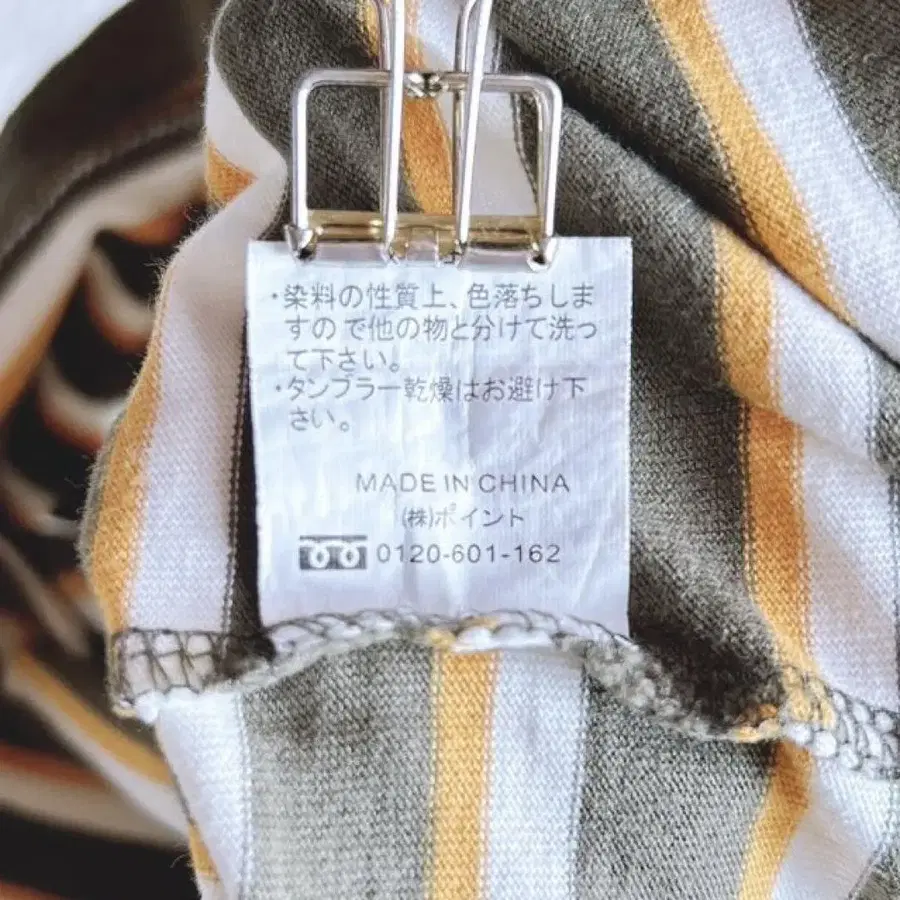 ・染料の性質上、色落ちしま
すので他の物と分けて洗っ
て下さい。
・タンブラー乾燥はお避け下
さい。
MADE IN CHINA
(株)ポイント
0120-601-162